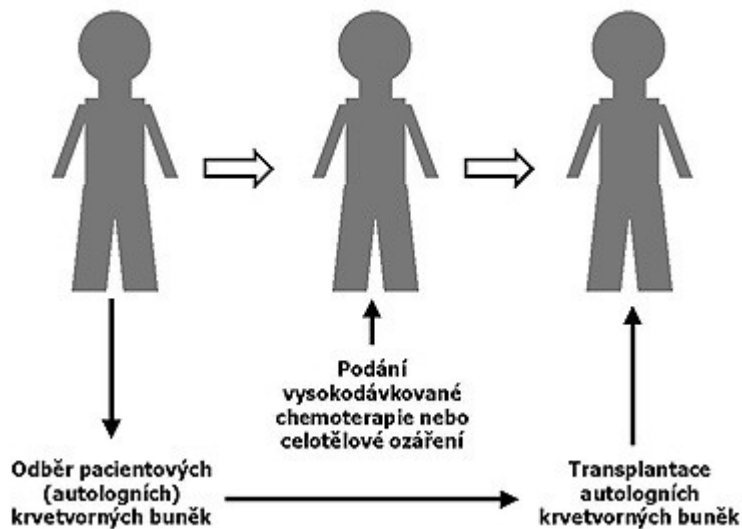 Podání
vysokodávkované
chemoterapie nebo
celotělové ozáření
Odběr pacientových
(autologních)
krvetvorných buněk
Transplantace
autologních
krvetvorných buněk